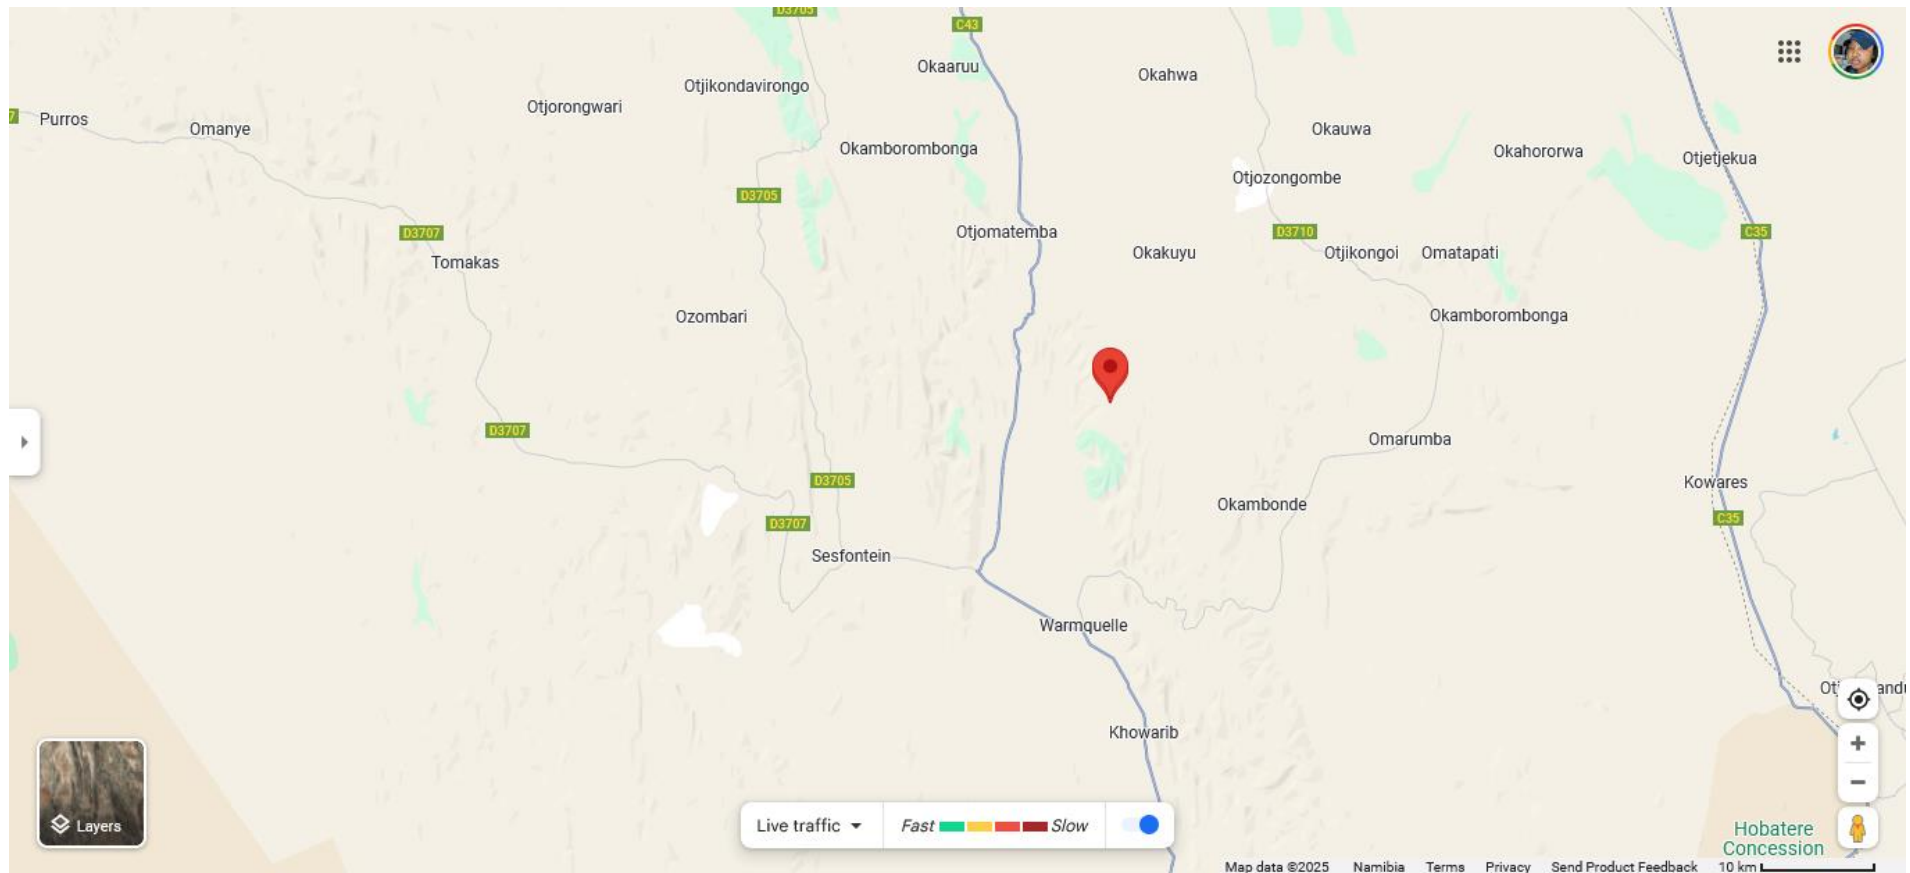 D3705
C43
Okaaruu
Okahwa
Otjikondavirongo
Otjorongwari
7
Purros
Omanye
Okauwa
Okamborombonga
Okahororwa
Otjetjekua
Otjozongombe
D3705
D3707
Otjomatemba
D3710
C35
Tomakas
Okakuyu
Otjikongoi
Omatapati
Ozombari
Okamborombonga
D3707
Omarumba
D3705
Kowares
Okambonde
D3707
C35
Sesfontein
Warmquelle
Khowarib
Layers
Live traffic
Fast
Slow
Hobatere
Concession
Map data ©2025 Namibia Terms Privacy Send Product Feedback 10 km